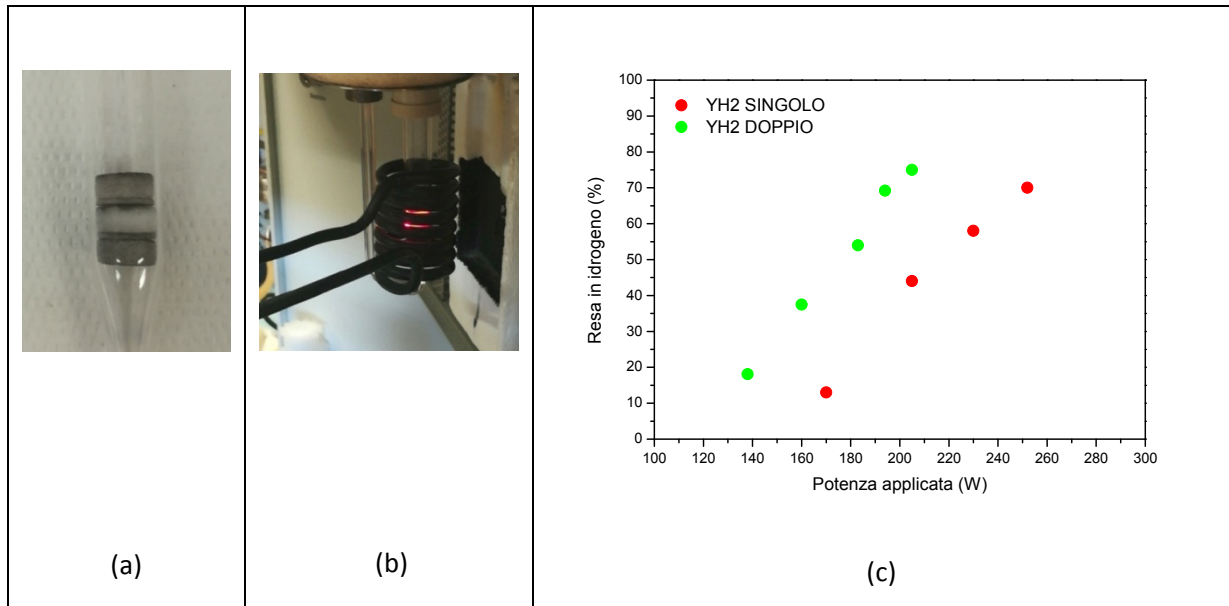 (a)
(b)
YH2 SINGOLO
YH2 DOPPIO
Resa in idrogeno (%)
100
90
80
70
60
50
40
30
20
10
0
100 120 140 160 180 200 220 240 260 280 300
Potenza applicata (W)
(c)